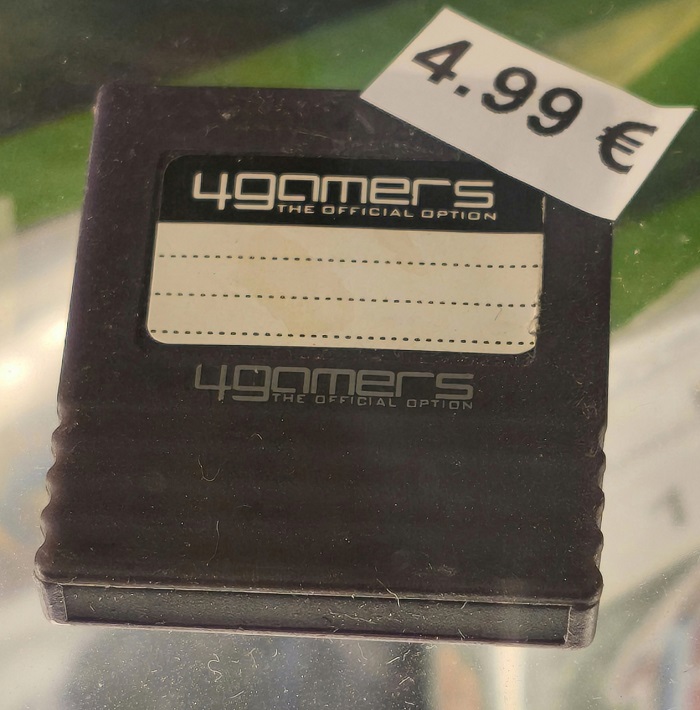 4.99 €
4gamers
THE OFFICIAL OPTION
4gamers
THE OFFICIAL OPTION